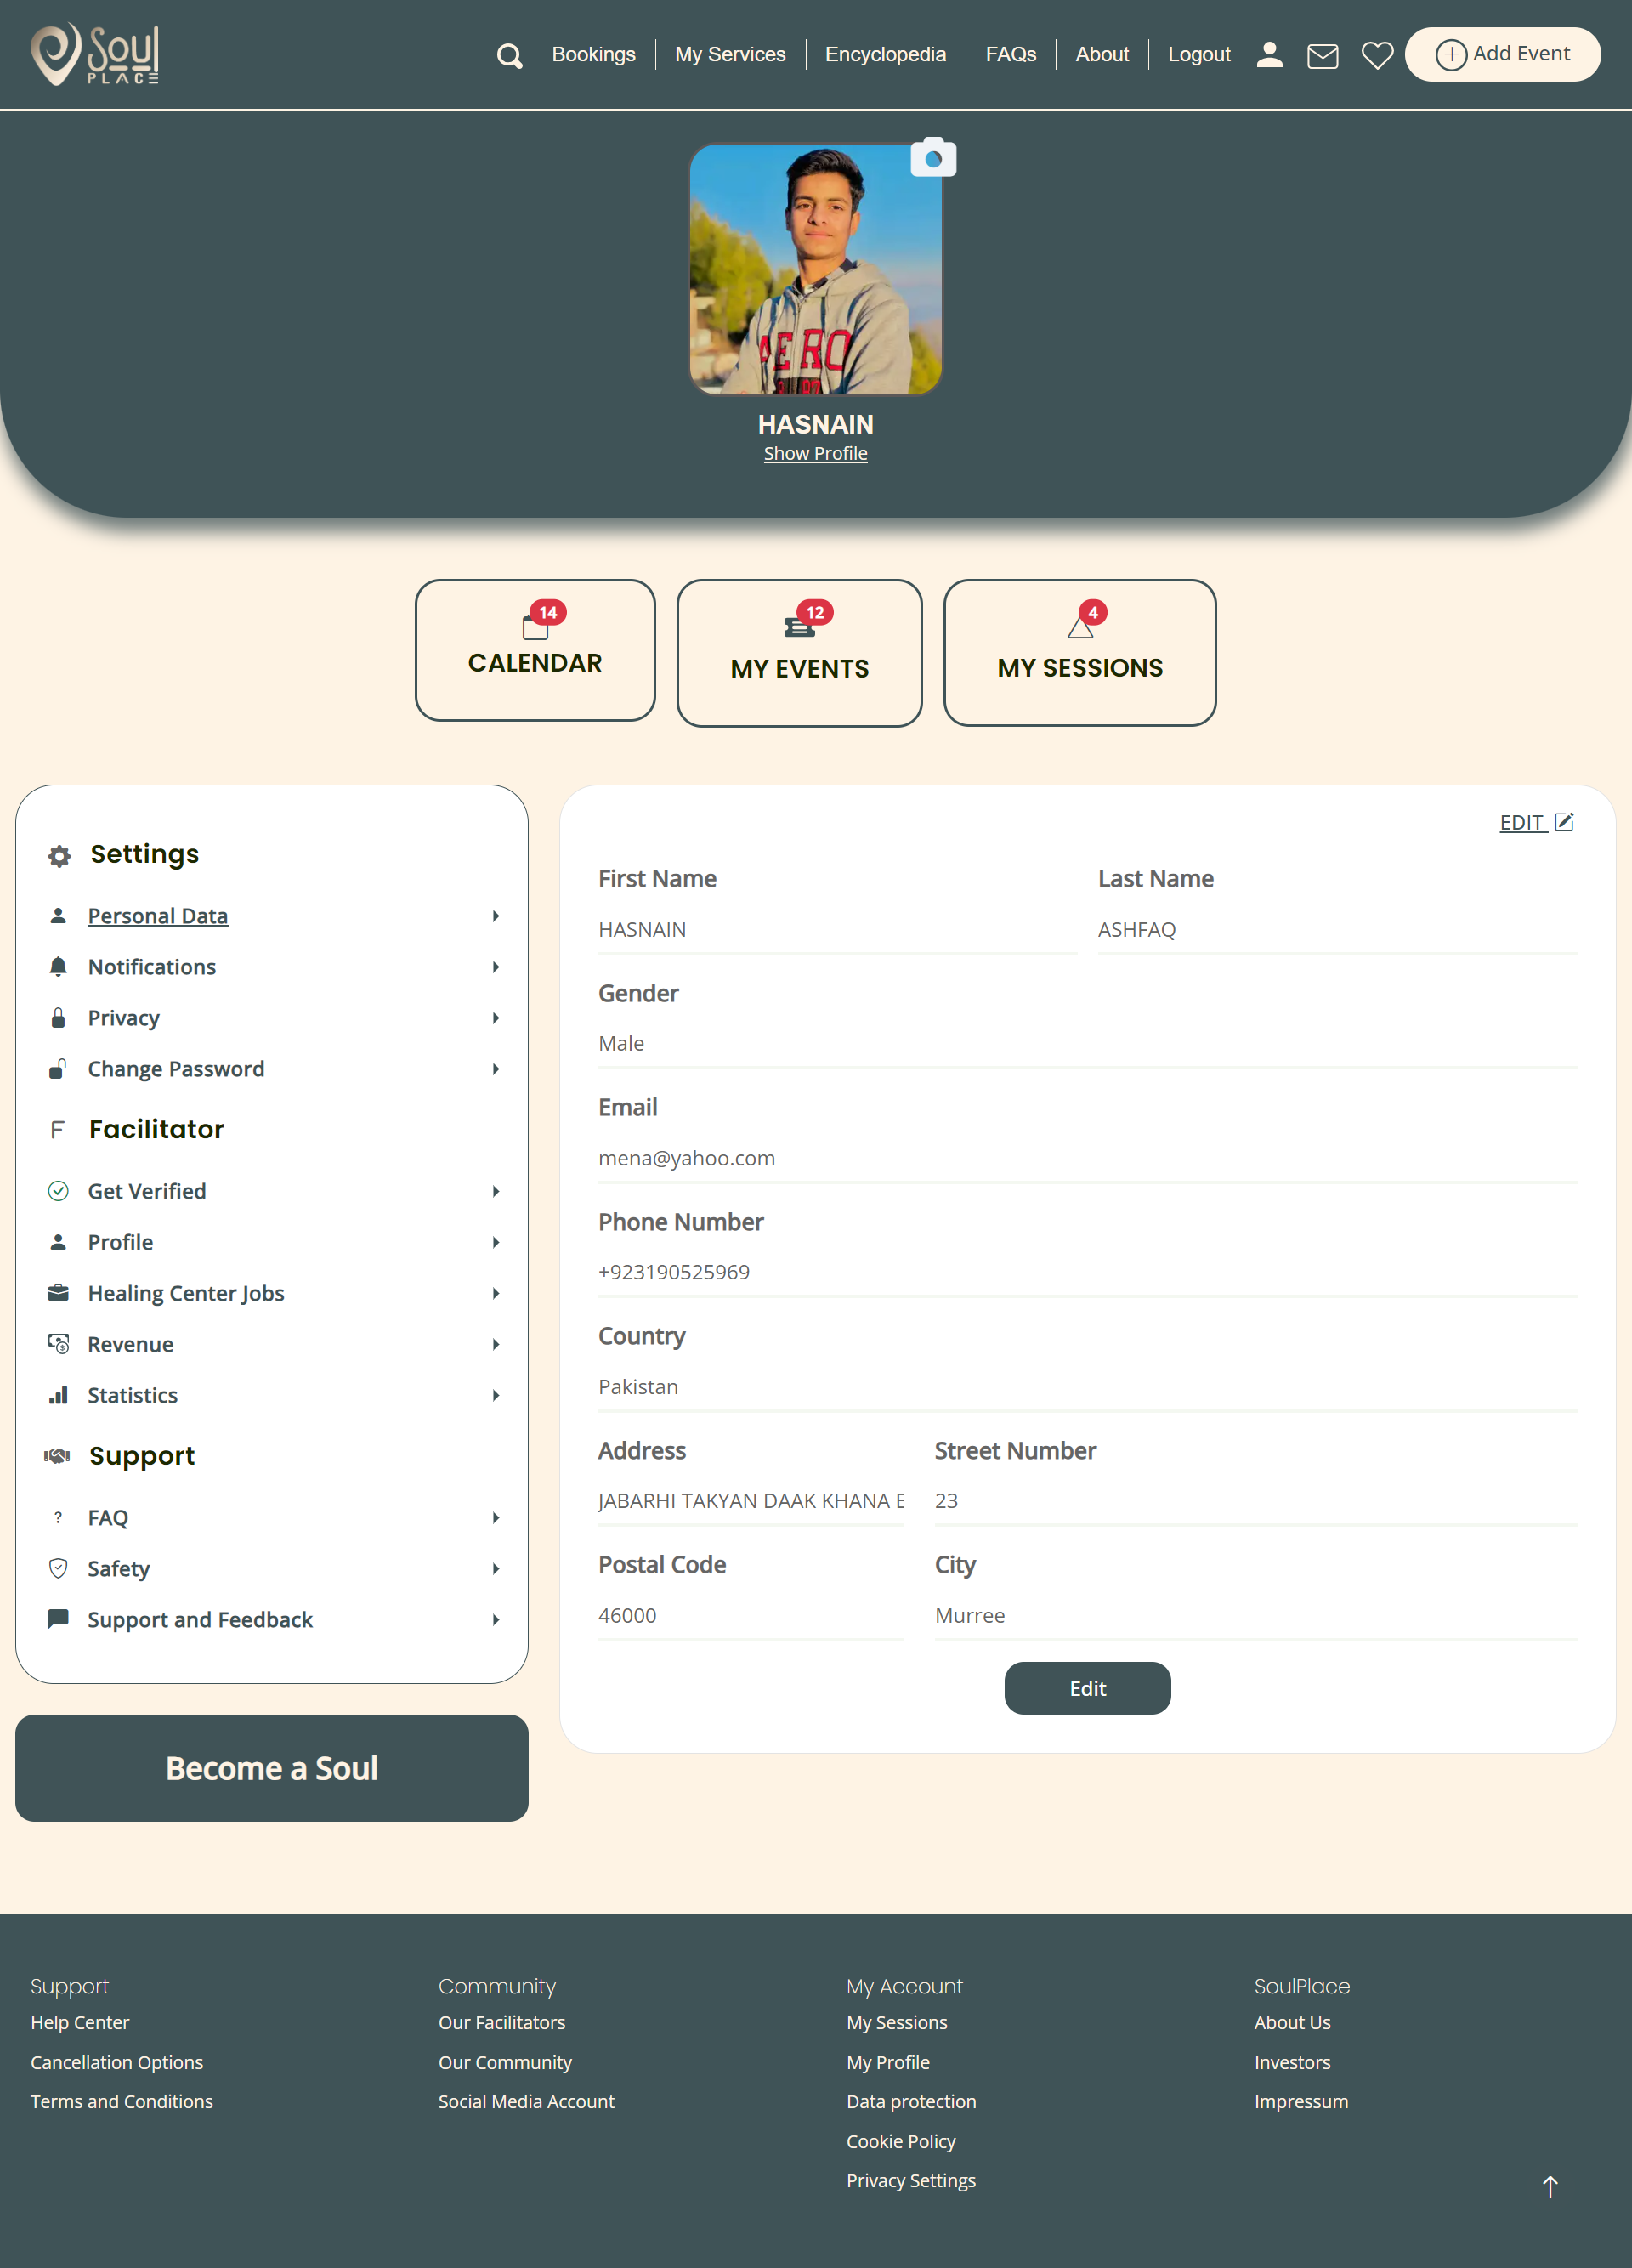 Soul
PLACE
Bookings
My Services
Encyclopedia
FAQs
About
Logout
Add Event
AERO
HASNAIN
Show Profile
14
CALENDAR
12
MY EVENTS
4
MY SESSIONS
Settings
Personal Data
Notifications
Privacy
Change Password
F Facilitator
Get Verified
Profile
Healing Center Jobs
Revenue
Statistics
Support
? FAQ
Safety
Support and Feedback
Become a Soul
EDIT
First Name
HASNAIN
Last Name
ASHFAQ
Gender
Male
Email
mena@yahoo.com
Phone Number
+923190525969
Country
Pakistan
Address
JABARHI TAKYAN DAAK KHANA
Street Number
23
Postal Code
46000
City
Murree
Edit
Support
Help Center
Cancellation Options
Terms and Conditions
Community
Our Facilitators
Our Community
Social Media Account
My Account
My Sessions
My Profile
Data protection
Cookie Policy
Privacy Settings
SoulPlace
About Us
Investors
Impressum